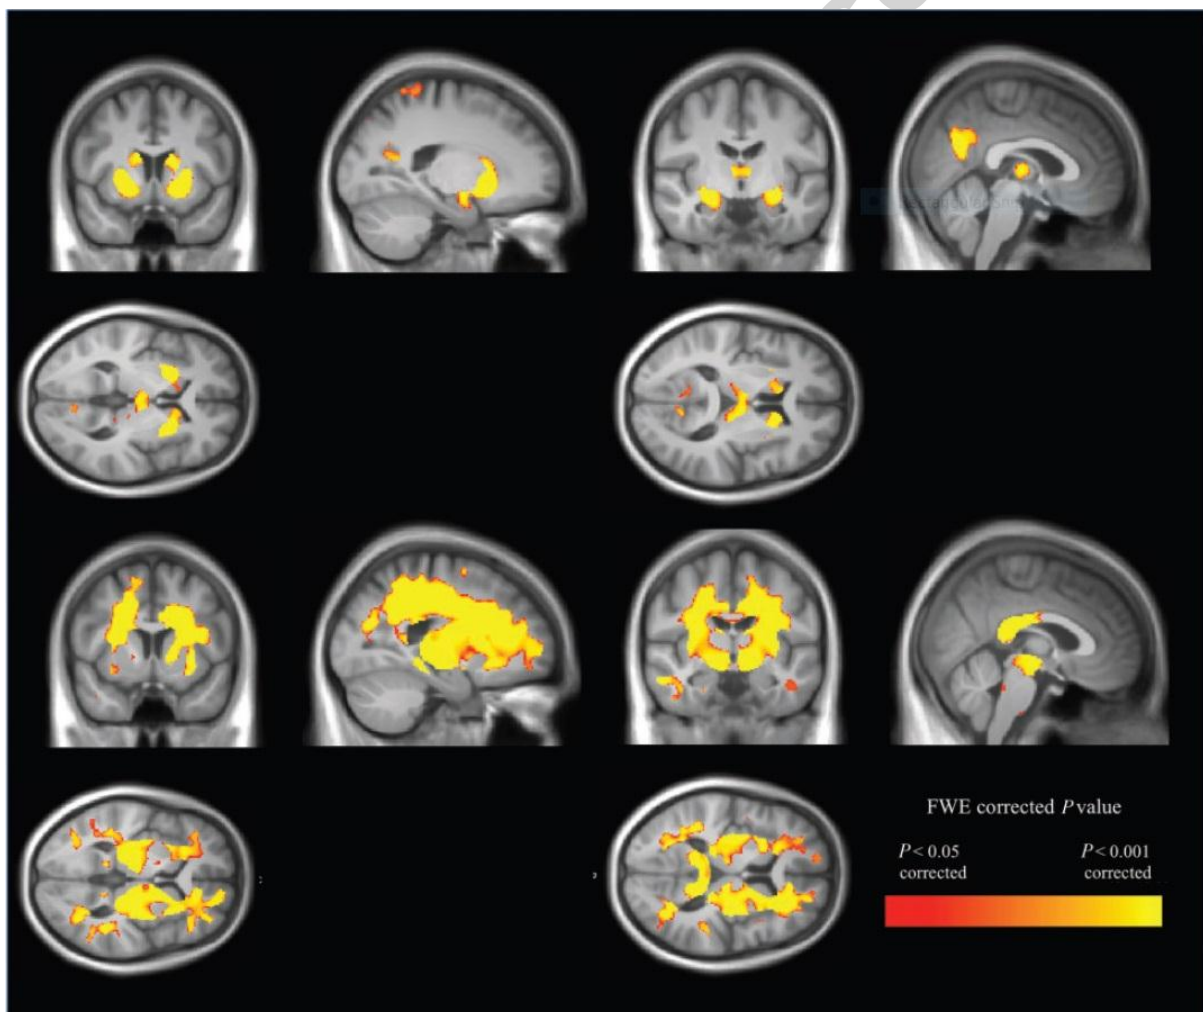 FWE corrected P value
P < 0.05
corrected
P < 0.001
corrected